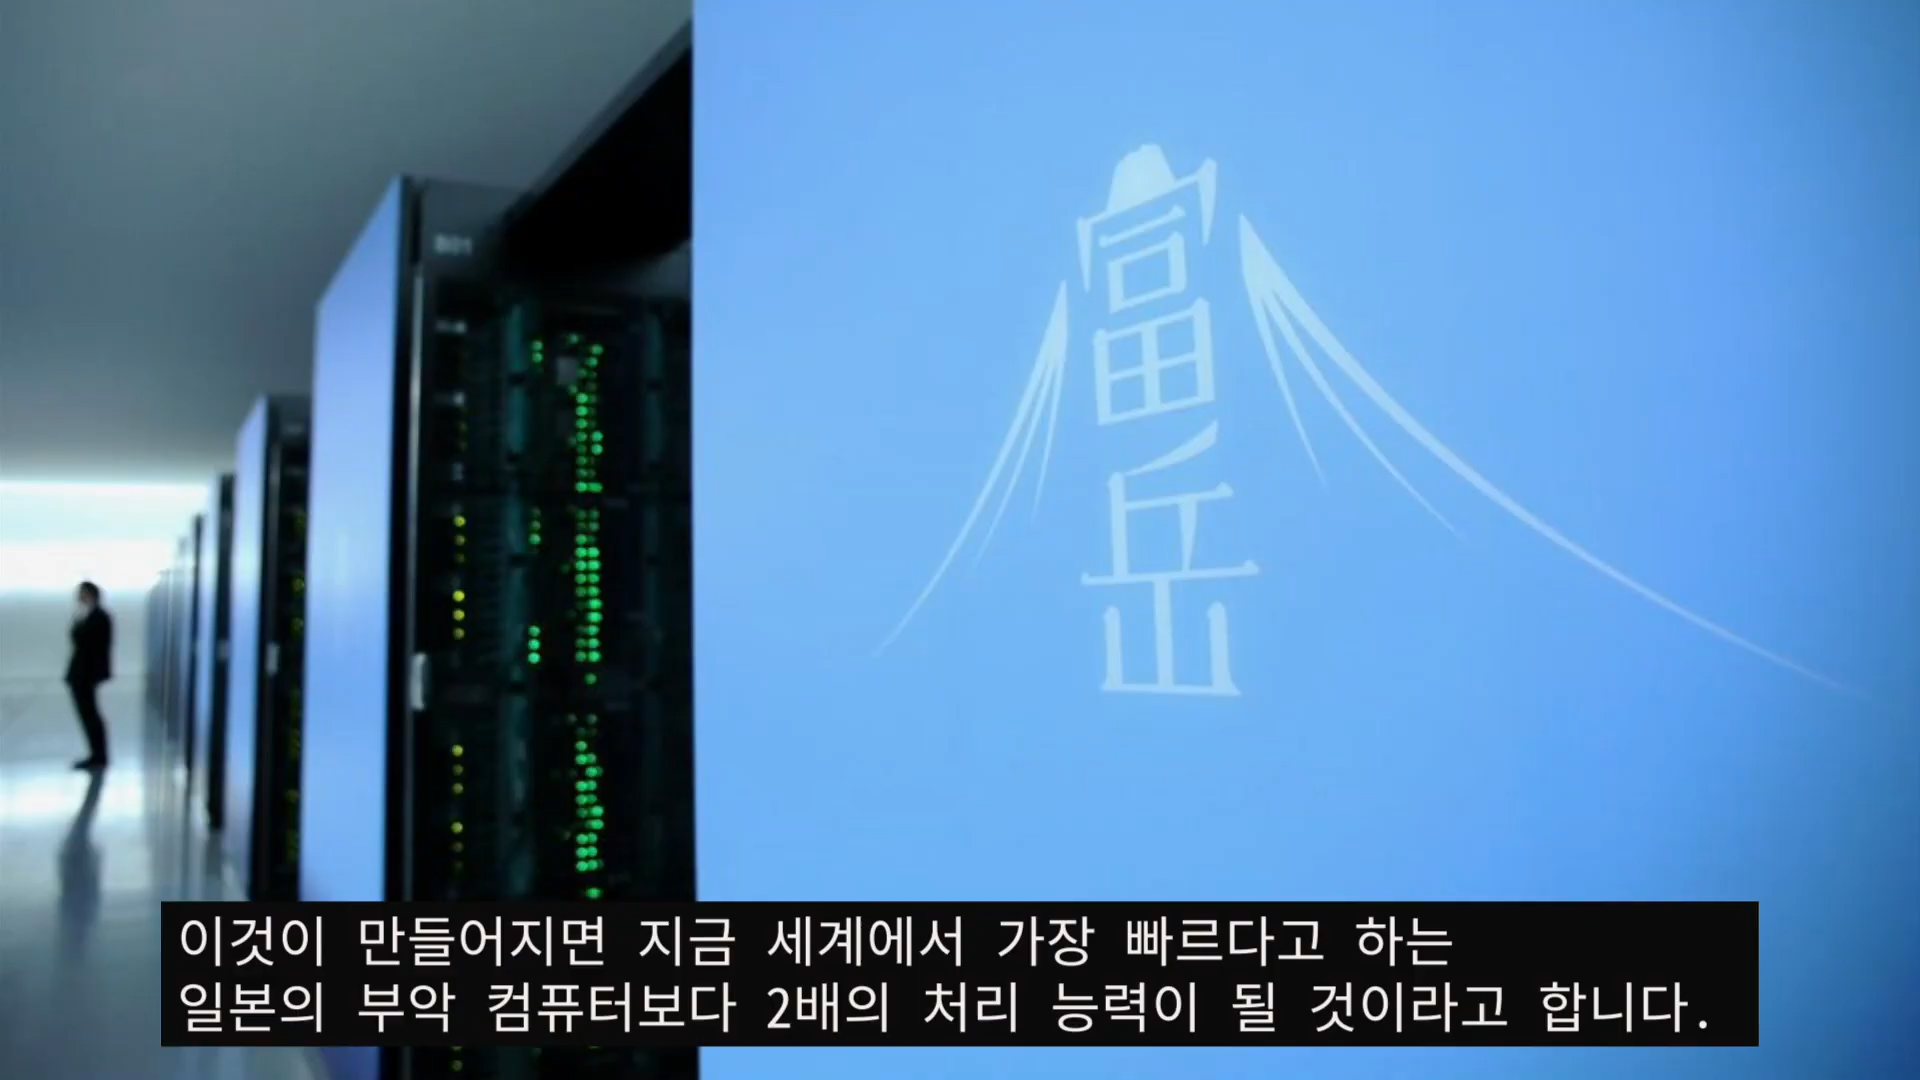 富岳
이것이 만들어지면 지금 세계에서 가장 빠르다고 하는
일본의 부악 컴퓨터보다 2배의 처리 능력이 될 것이라고 합니다.